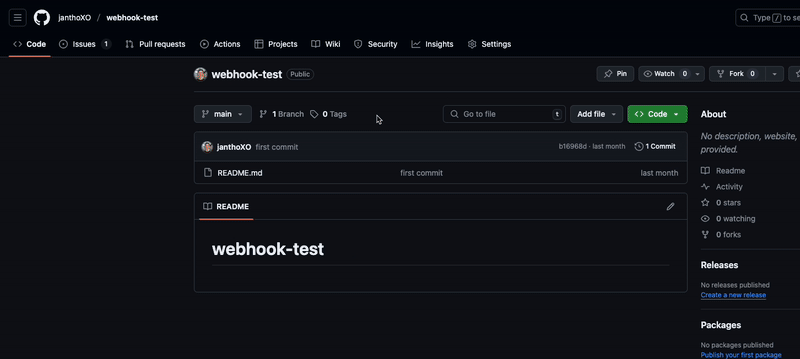 janthoXO / webhook-test
Type / to se
Code
Issues 1
Pull requests
Actions
Projects
Wiki
Security
Insights
Settings
webhook-test Public
Pin
Watch 0
Fork 0
main
1 Branch
0 Tags
Go to file t
Add file
Code
janthoXO first commit
b16968d · last month
1 Commit
README.md
first commit
last month
README
webhook-test
About
No description, website,
provided.
Readme
Activity
0 stars
0 watching
0 forks
Releases
No releases published
Create a new release
Packages
No packages published
Publish your first package